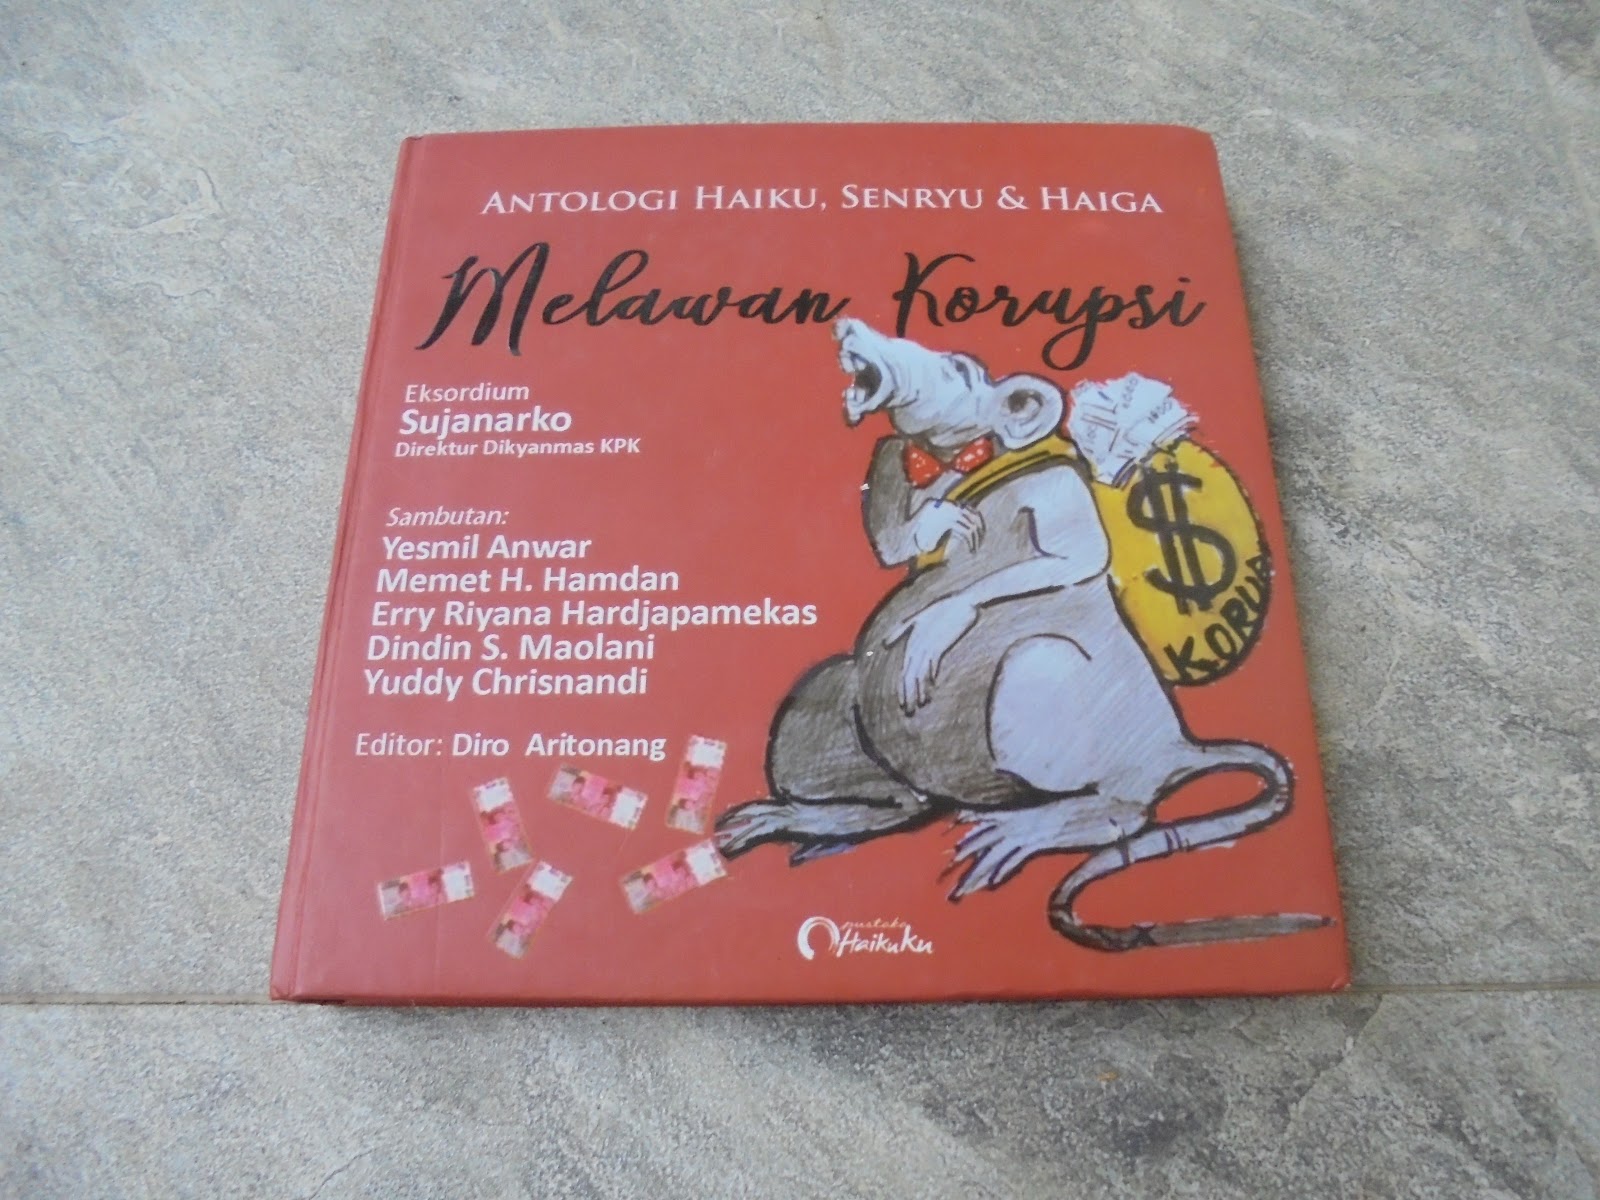 ANTOLOGI HAIKU, SENRYU & HAIGA
Melawan Korupsi
Eksordium
Sujanarko
Direktur Dikyanmas KPK
Sambutan:
Yesmil Anwar
Memet H. Hamdan
Erry Riyana Hardjapamekas
Dindin S. Maolani
Yuddy Chrisnandi
Editor: Diro Aritonang
$
pustaka
HaikuKu